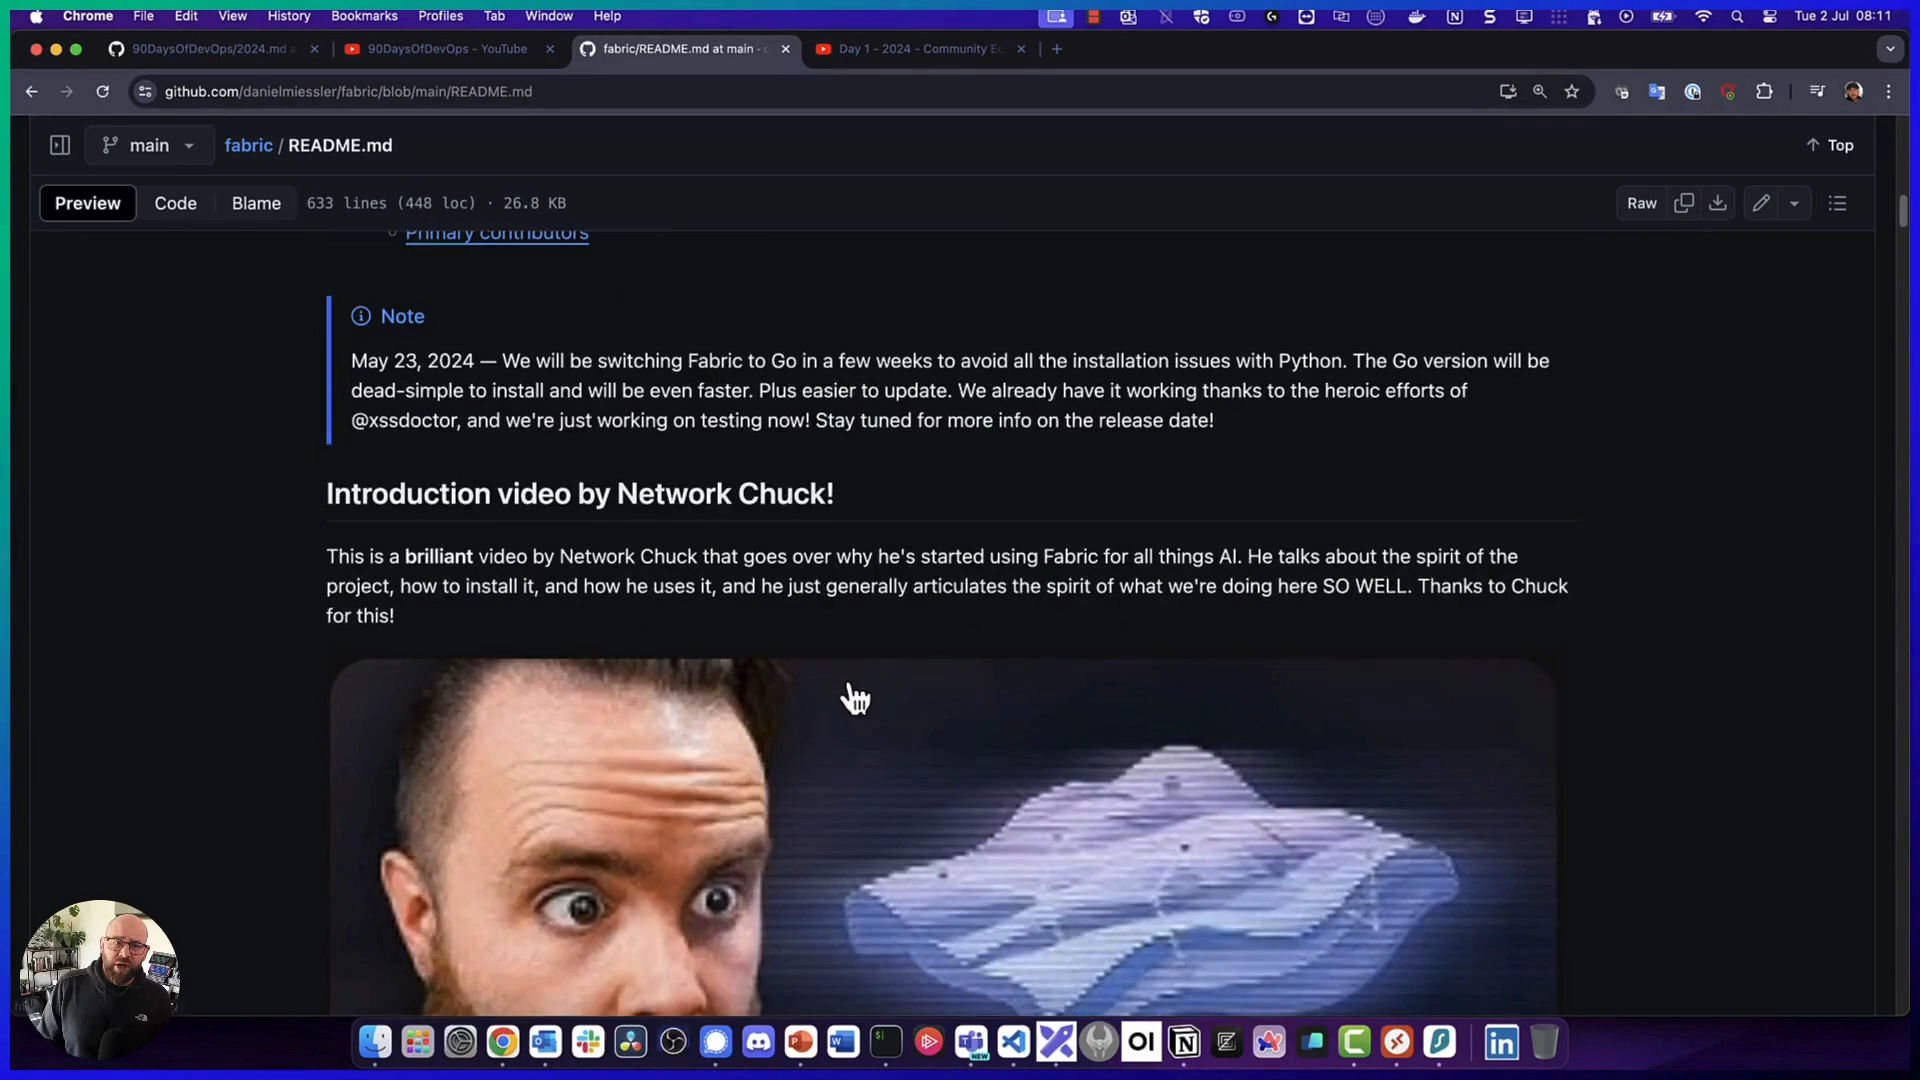 Chrome File Edit View History Bookmarks Profiles Tab Window Help Tue 2 Jul 08:11
90DaysOfDevOps/2024.md a
90DaysOfDevOps - YouTube
fabric/README.md at main ·
Day 1 - 2024 - Community Ed
github.com/danielmiessler/fabric/blob/main/README.md
main fabric / README.md Top
Preview Code Blame 633 lines (448 loc) · 26.8 KB Raw
Primary contributors
Note
May 23, 2024 — We will be switching Fabric to Go in a few weeks to avoid all the installation issues with Python. The Go version will be
dead-simple to install and will be even faster. Plus easier to update. We already have it working thanks to the heroic efforts of
@xssdoctor, and we're just working on testing now! Stay tuned for more info on the release date!
Introduction video by Network Chuck!
This is a brilliant video by Network Chuck that goes over why he's started using Fabric for all things AI. He talks about the spirit of the
project, how to install it, and how he uses it, and he just generally articulates the spirit of what we're doing here SO WELL. Thanks to Chuck
for this!
NEW
OI